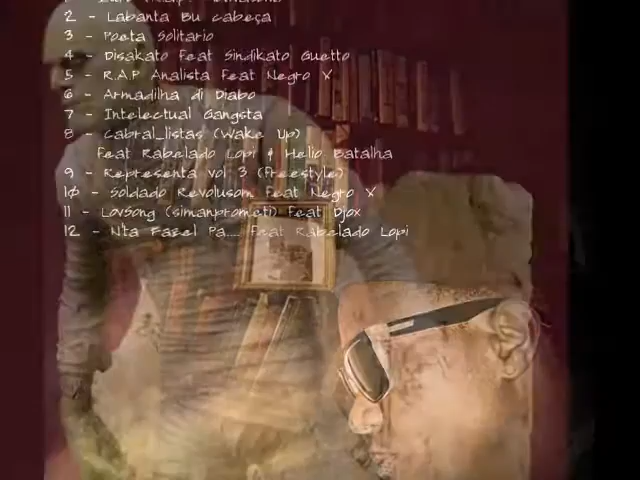 2 - Labanta Bu cabeça
3 - Poeta Solitario
4 - Disakato feat Sindikato Guetto
5 - R.A.P Analista feat Negro X
6 - Armadilha di Diabo
7 - Intelectual Gangsta
8 - Cabral_listas (Wake Up)
feat Rabelado Lopi & Helio Batalha
9 - Representa vol 3 (Freestyle)
10 - Soldado Revolusom feat Negro X
11 - LovSong (simanprometi) feat Djox
12 - N'ta Fazel Pa.... feat Rabelado Lopi